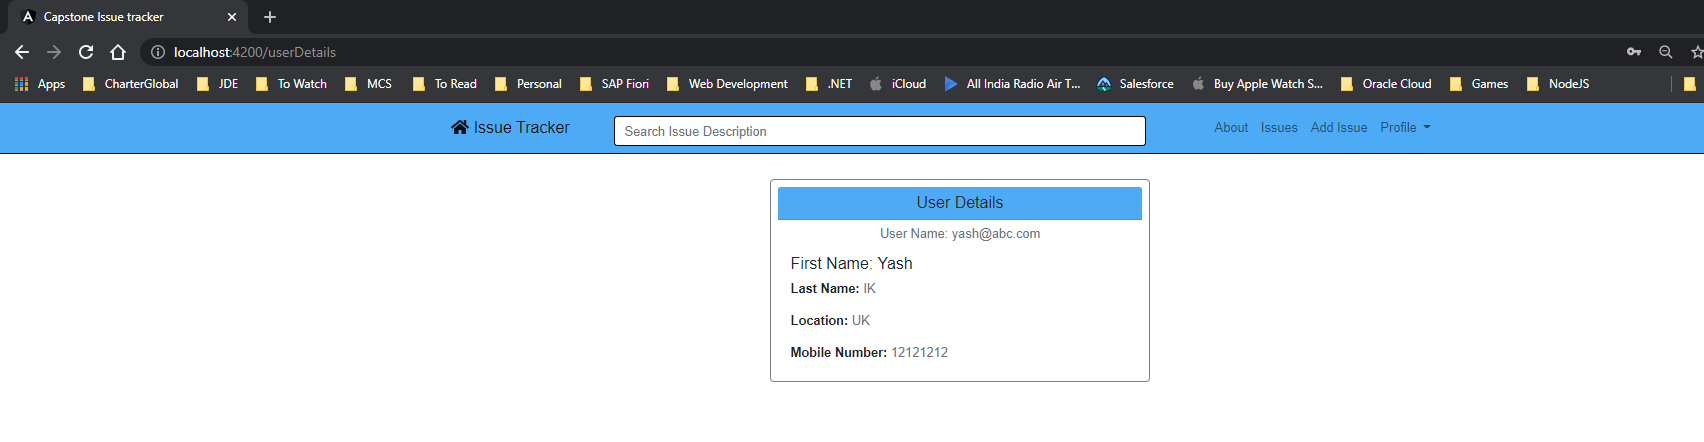 Capstone Issue tracker
localhost:4200/userDetails
Apps CharterGlobal JDE To Watch MCS To Read Personal SAP Fiori Web Development .NET iCloud All India Radio Air T... Salesforce Buy Apple Watch S... Oracle Cloud Games NodeJS
Issue Tracker Search Issue Description About Issues Add Issue Profile
User Details
User Name: yash@abc.com
First Name: Yash
Last Name: IK
Location: UK
Mobile Number: 12121212